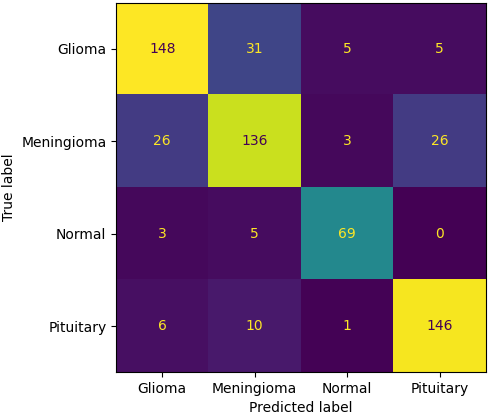 Glioma 148 31 5 5
Meningioma 26 136 3 26
Normal 3 5 69 0
Pituitary 6 10 1 146
Glioma Meningioma Normal Pituitary
Predicted label
True label